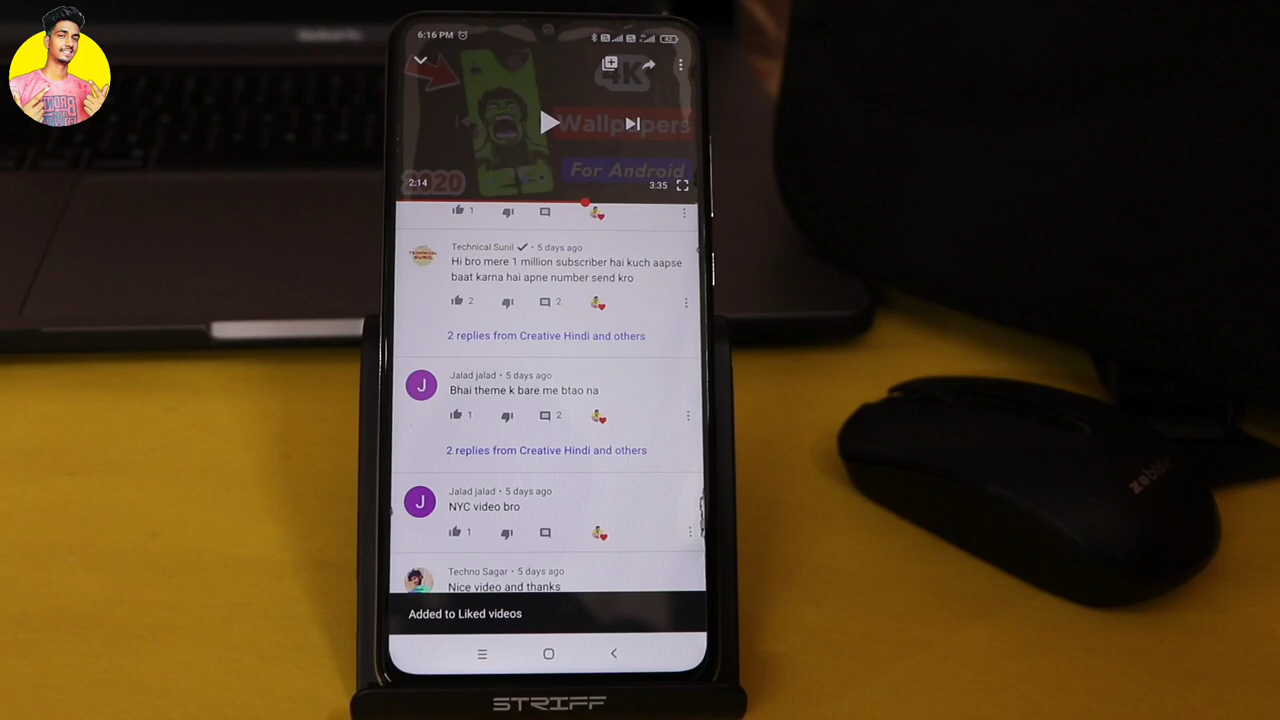 6:16 PM
4K
Wallpapers
For Android
2020
2:14
3:35
1
Technical Sunil • 5 days ago
Hi bro mere 1 million subscriber hai kuch aapse
baat karna hai apne number send kro
2
2
2 replies from Creative Hindi and others
J
Jalad jalad • 5 days ago
Bhai theme k bare me btao na
1
2
2 replies from Creative Hindi and others
J
Jalad jalad • 5 days ago
NYC video bro
1
Techno Sagar • 5 days ago
Nice video and thanks
Added to Liked videos
STRIFF